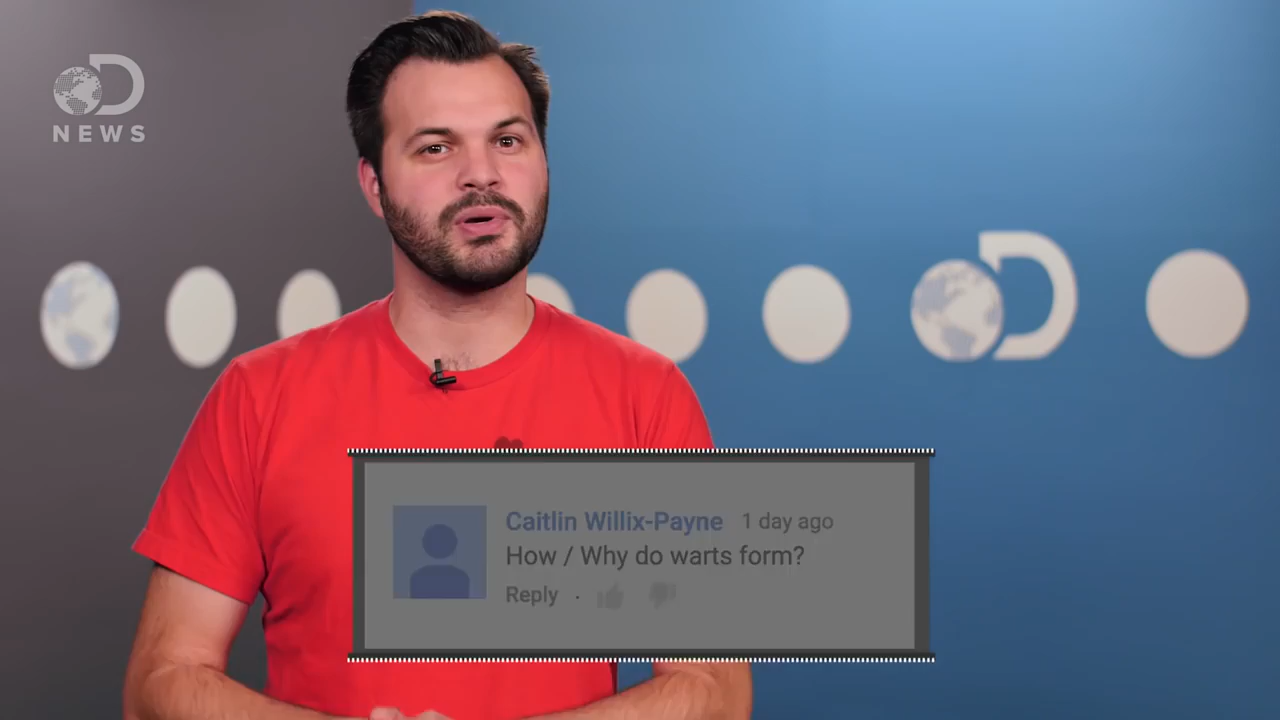 NEWS
Caitlin Willix-Payne 1 day ago
How / Why do warts form?
Reply ·